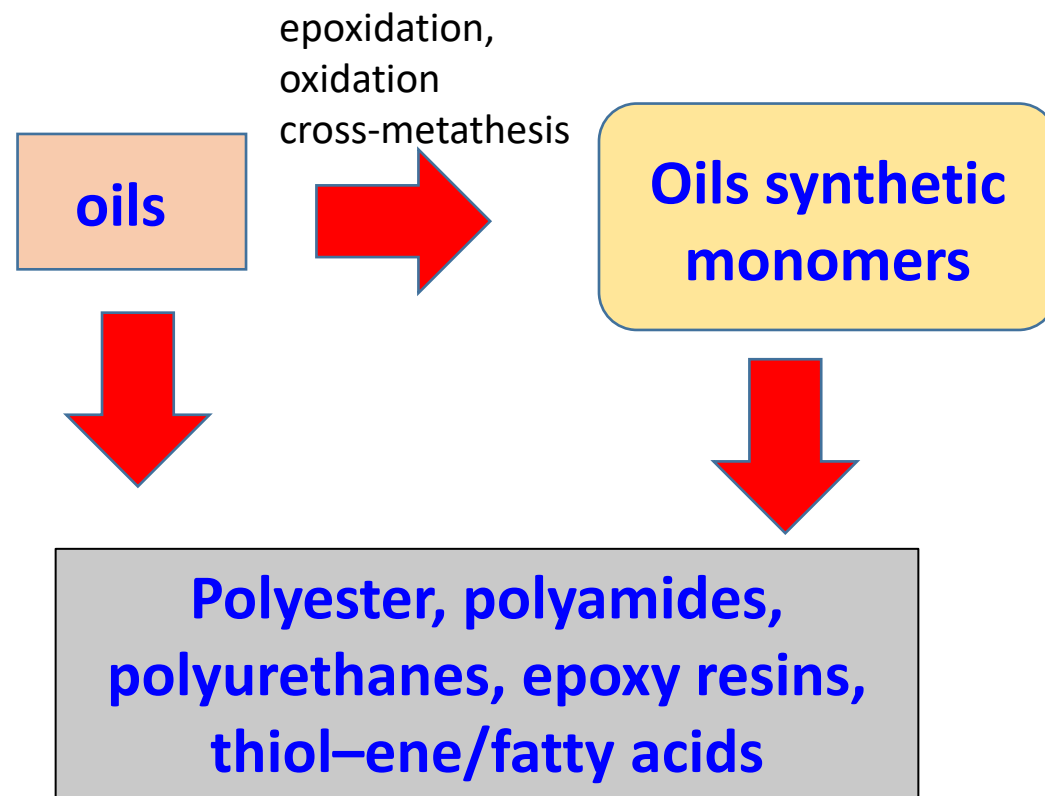 epoxidation,
oxidation
cross-metathesis
oils
Oils synthetic
monomers
Polyester, polyamides,
polyurethanes, epoxy resins,
thiol–ene/fatty acids